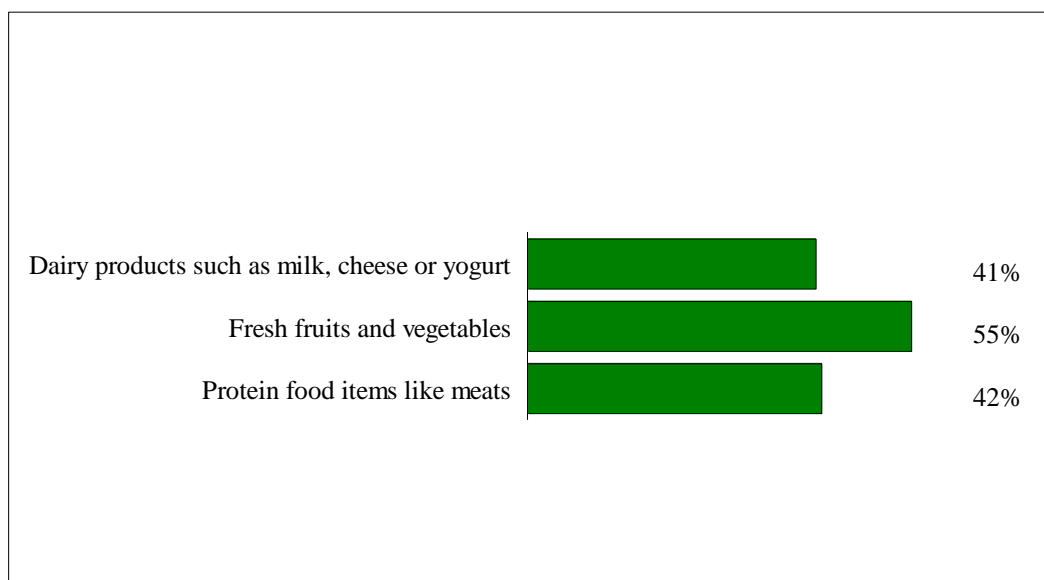 Dairy products such as milk, cheese or yogurt 41%
Fresh fruits and vegetables 55%
Protein food items like meats 42%